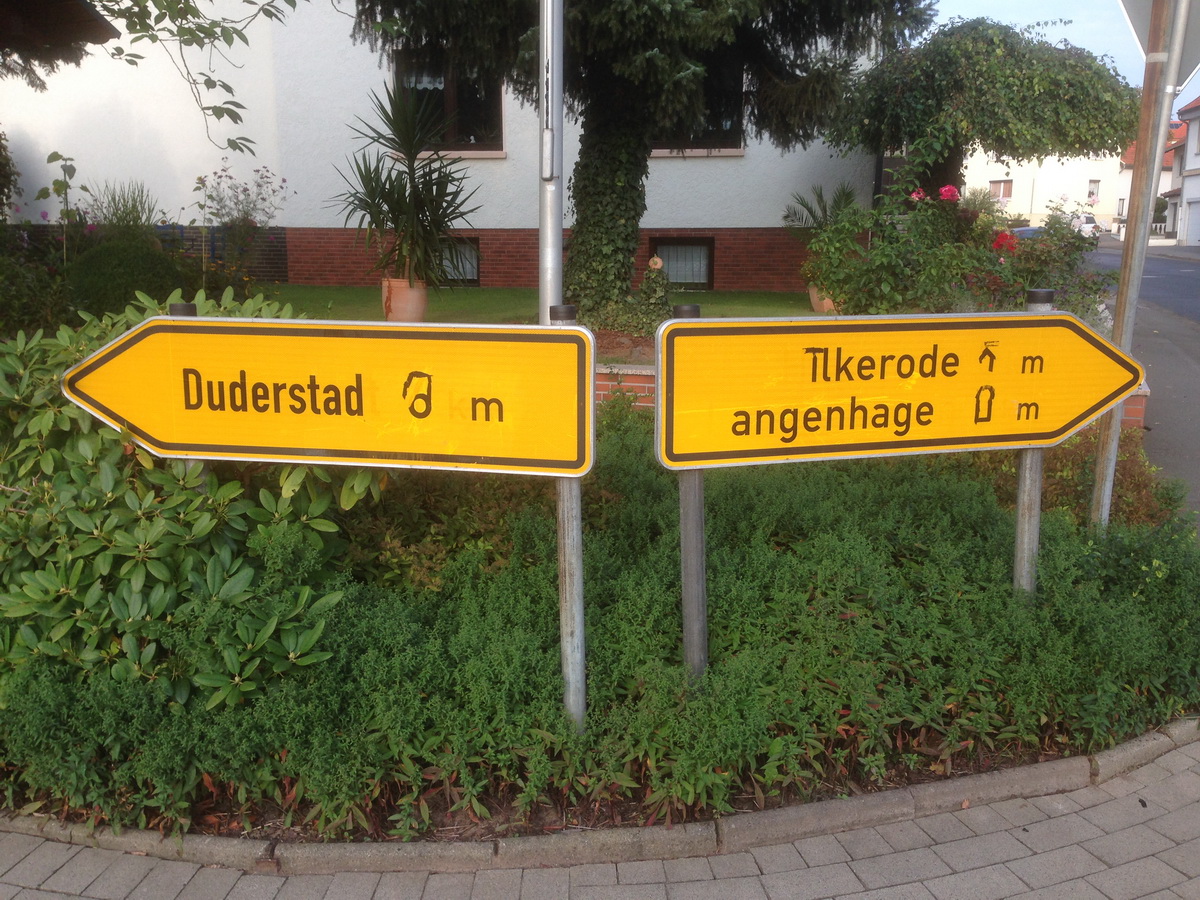 Duderstad m
Ilkerode m
angenhage m